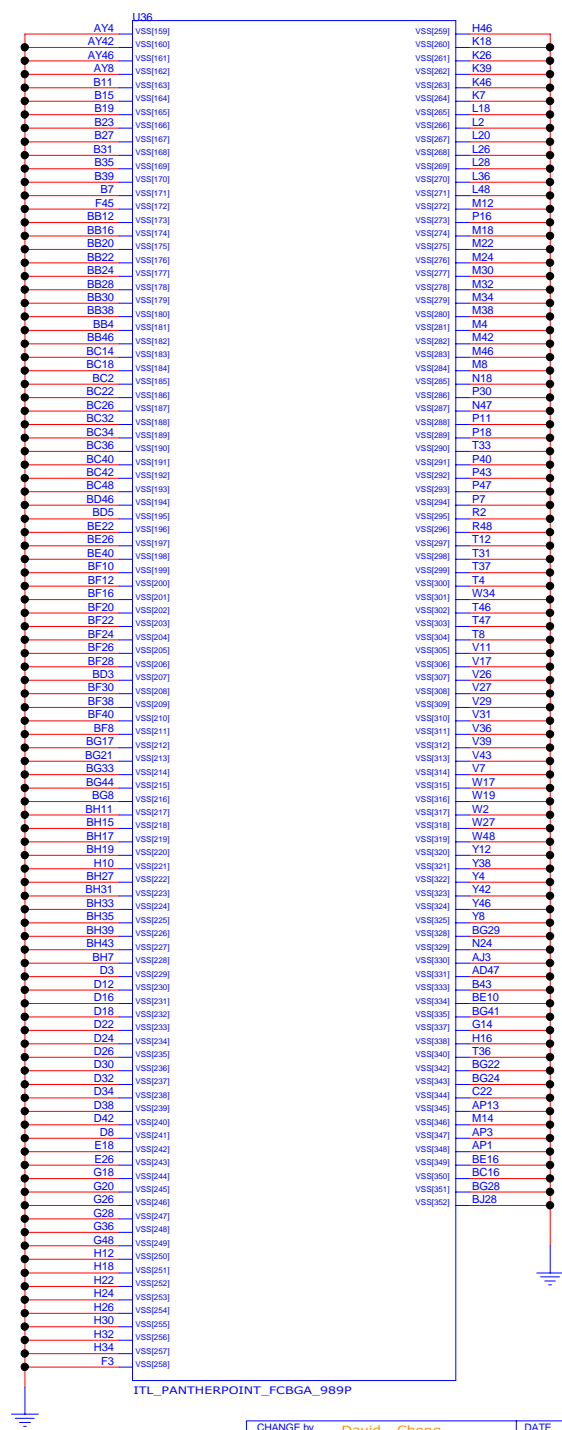 U36
AY4 VSS[159] VSS[259] H46
AY42 VSS[160] VSS[260] K18
AY46 VSS[161] VSS[261] K26
AY8 VSS[162] VSS[262] K39
B11 VSS[163] VSS[263] K46
B15 VSS[164] VSS[264] K7
B19 VSS[165] VSS[265] L18
B23 VSS[166] VSS[266] L2
B27 VSS[167] VSS[267] L20
B31 VSS[168] VSS[268] L26
B35 VSS[169] VSS[269] L28
B39 VSS[170] VSS[270] L36
B7 VSS[171] VSS[271] L48
F45 VSS[172] VSS[272] M12
BB12 VSS[173] VSS[273] P16
BB16 VSS[174] VSS[274] M18
BB20 VSS[175] VSS[275] M22
BB22 VSS[176] VSS[276] M24
BB24 VSS[177] VSS[277] M30
BB28 VSS[178] VSS[278] M32
BB30 VSS[179] VSS[279] M34
BB38 VSS[180] VSS[280] M38
BB4 VSS[181] VSS[281] M4
BB46 VSS[182] VSS[282] M42
BC14 VSS[183] VSS[283] M46
BC18 VSS[184] VSS[284] M8
BC2 VSS[185] VSS[285] N18
BC22 VSS[186] VSS[286] P30
BC26 VSS[187] VSS[287] N47
BC32 VSS[188] VSS[288] P11
BC34 VSS[189] VSS[289] P18
BC36 VSS[190] VSS[290] T33
BC40 VSS[191] VSS[291] P40
BC42 VSS[192] VSS[292] P43
BC48 VSS[193] VSS[293] P47
BD46 VSS[194] VSS[294] P7
BD5 VSS[195] VSS[295] R2
BE22 VSS[196] VSS[296] R48
BE26 VSS[197] VSS[297] T12
BE40 VSS[198] VSS[298] T31
BF10 VSS[199] VSS[299] T37
BF12 VSS[200] VSS[300] T4
BF16 VSS[201] VSS[301] W34
BF20 VSS[202] VSS[302] T46
BF22 VSS[203] VSS[303] T47
BF24 VSS[204] VSS[304] T8
BF26 VSS[205] VSS[305] V11
BF28 VSS[206] VSS[306] V17
BD3 VSS[207] VSS[307] V26
BF30 VSS[208] VSS[308] V27
BF38 VSS[209] VSS[309] V29
BF40 VSS[210] VSS[310] V31
BF8 VSS[211] VSS[311] V36
BG17 VSS[212] VSS[312] V39
BG21 VSS[213] VSS[313] V43
BG33 VSS[214] VSS[314] V7
BG44 VSS[215] VSS[315] W17
BG8 VSS[216] VSS[316] W19
BH11 VSS[217] VSS[317] W2
BH15 VSS[218] VSS[318] W27
BH17 VSS[219] VSS[319] W48
BH19 VSS[220] VSS[320] Y12
H10 VSS[221] VSS[321] Y38
BH27 VSS[222] VSS[322] Y4
BH31 VSS[223] VSS[323] Y42
BH33 VSS[224] VSS[324] Y46
BH35 VSS[225] VSS[325] Y8
BH39 VSS[226] VSS[328] BG29
BH43 VSS[227] VSS[329] N24
BH7 VSS[228] VSS[330] AJ3
D3 VSS[229] VSS[331] AD47
D12 VSS[230] VSS[333] B43
D16 VSS[231] VSS[334] BE10
D18 VSS[232] VSS[335] BG41
D22 VSS[233] VSS[337] G14
D24 VSS[234] VSS[338] H16
D26 VSS[235] VSS[340] T36
D30 VSS[236] VSS[342] BG22
D32 VSS[237] VSS[343] BG24
D34 VSS[238] VSS[344] C22
D38 VSS[239] VSS[345] AP13
D42 VSS[240] VSS[346] M14
D8 VSS[241] VSS[347] AP3
E18 VSS[242] VSS[348] AP1
E26 VSS[243] VSS[349] BE16
G18 VSS[244] VSS[350] BC16
G20 VSS[245] VSS[351] BG28
G26 VSS[246] VSS[352] BJ28
G28 VSS[247]
G36 VSS[248]
G48 VSS[249]
H12 VSS[250]
H18 VSS[251]
H22 VSS[252]
H24 VSS[253]
H26 VSS[254]
H30 VSS[255]
H32 VSS[256]
H34 VSS[257]
F3 VSS[258]
ITL_PANTHERPOINT_FCBGA_989P
CHANGE by David Cheng DATE